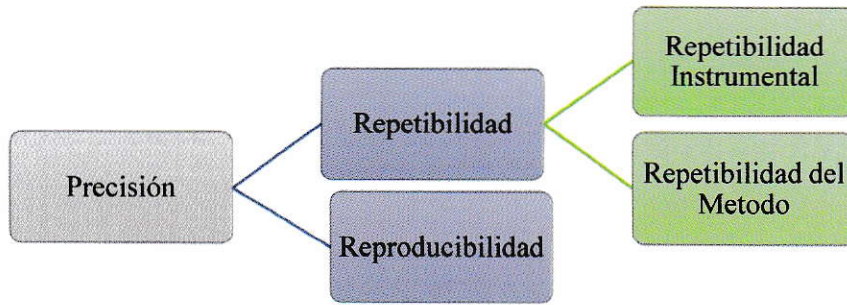 Precisión
Repetibilidad
Reproducibilidad
Repetibilidad
Instrumental
Repetibilidad del
Metodo